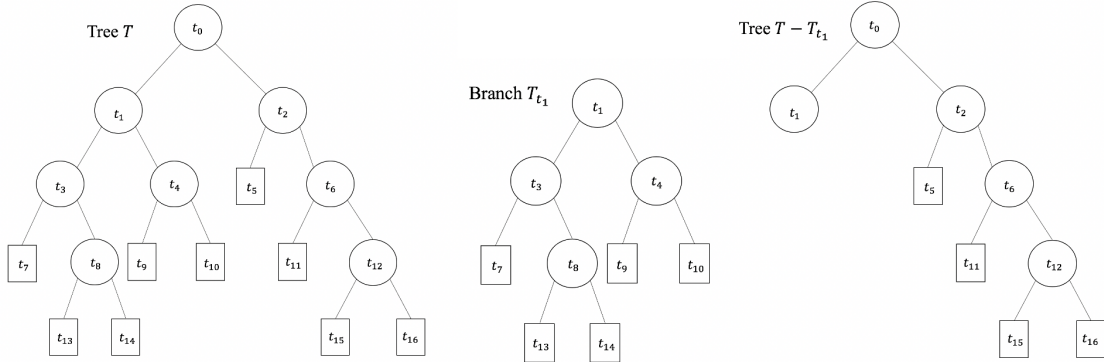 Tree T
t₀
t₁
t₂
t₃
t₄
t₅
t₆
t₇
t₈
t₉
t₁₀
t₁₁
t₁₂
t₁₃
t₁₄
t₁₅
t₁₆
Branch Tₜ₁
t₁
t₃
t₄
t₇
t₈
t₉
t₁₀
t₁₃
t₁₄
Tree T − Tₜ₁
t₀
t₁
t₂
t₅
t₆
t₁₁
t₁₂
t₁₅
t₁₆